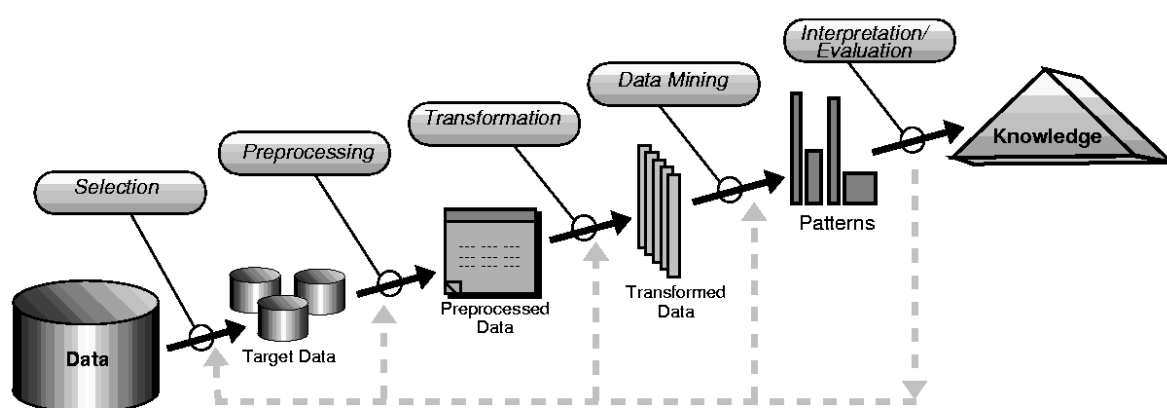 Interpretation/
Evaluation
Data Mining
Transformation
Preprocessing
Selection
Knowledge
Patterns
Transformed
Data
Preprocessed
Data
Target Data
Data